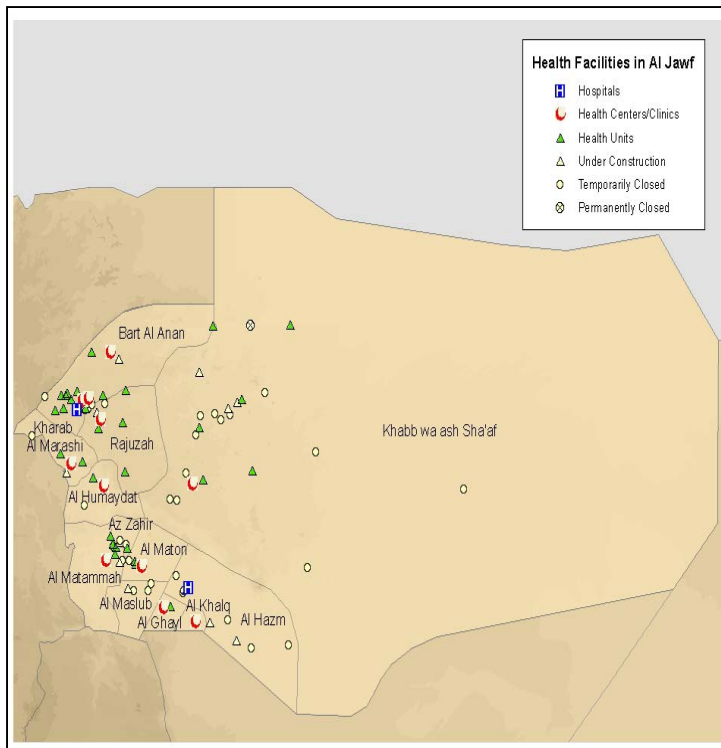 Health Facilities in Al Jawf
Hospitals
Health Centers/Clinics
Health Units
Under Construction
Temporarily Closed
Permanently Closed
Bart Al Anan
Kharab
Al Marashi
Rajuzah
Khabb wa ash Sha'af
Al Humaydat
Az Zahir
Al Maton
Al Matammah
Al Maslub
Al Ghayl
Al Khalq
Al Hazm